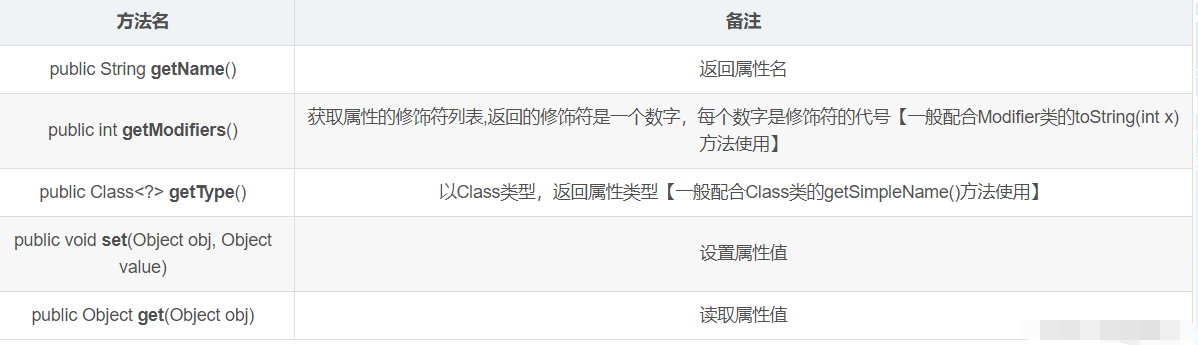 方法名 备注
public String getName() 返回属性名
public int getModifiers() 获取属性的修饰符列表,返回的修饰符是一个数字，每个数字是修饰符的代号【一般配合Modifier类的toString(int x)
方法使用】
public Class<?> getType() 以Class类型，返回属性类型【一般配合Class类的getSimpleName()方法使用】
public void set(Object obj, Object
value) 设置属性值
public Object get(Object obj) 读取属性值